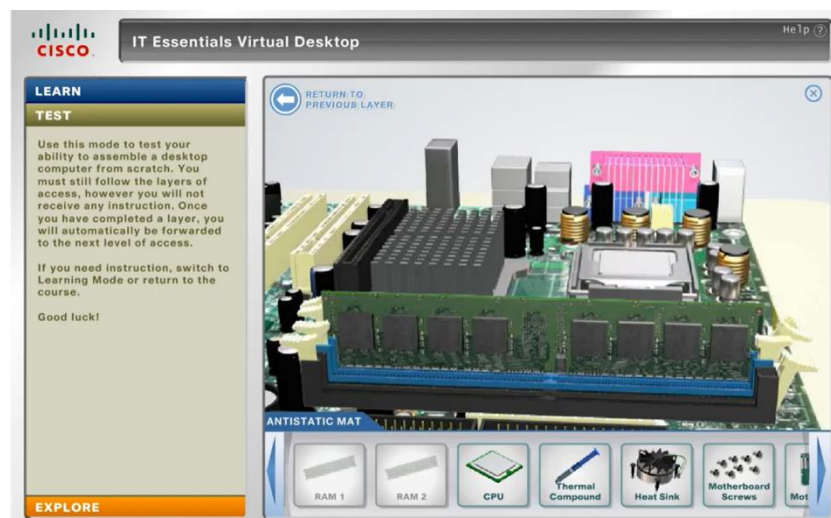 CISCO
IT Essentials Virtual Desktop
Help ?
LEARN
TEST
Use this mode to test your
ability to assemble a desktop
computer from scratch. You
must still follow the layers of
access, however you will not
receive any instruction. Once
you have completed a layer, you
will automatically be forwarded
to the next level of access.
If you need instruction, switch to
Learning Mode or return to the
course.
Good luck!
EXPLORE
RETURN TO
PREVIOUS LAYER
ANTISTATIC MAT
RAM 1
RAM 2
CPU
Thermal
Compound
Heat Sink
Motherboard
Screws
Mot